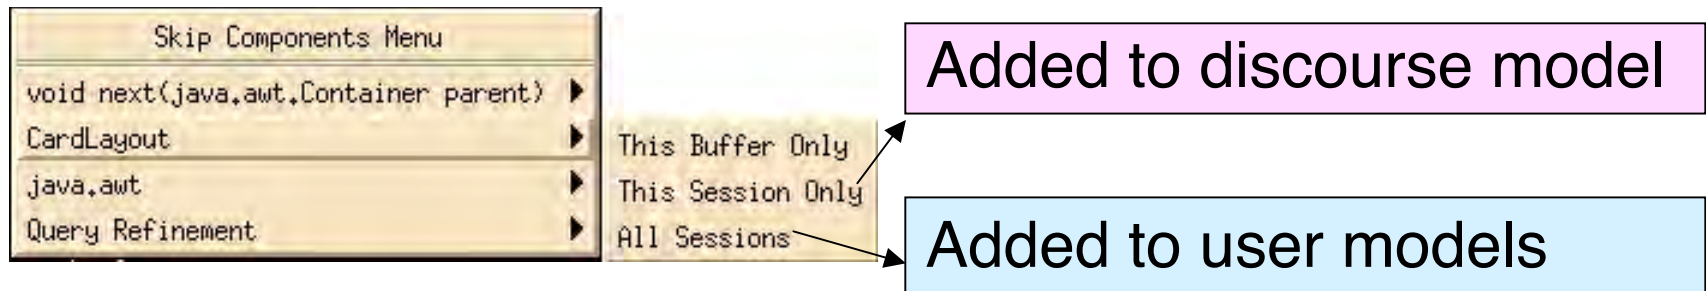 Skip Components Menu
void next(java.awt.Container parent)
CardLayout
java.awt
Query Refinement
This Buffer Only
This Session Only
All Sessions
Added to discourse model
Added to user models